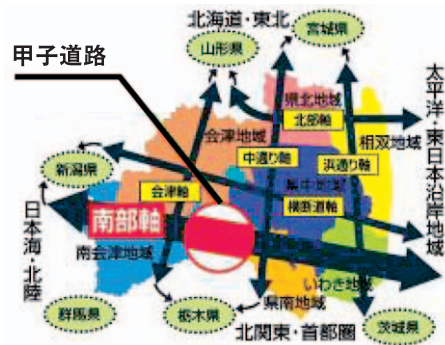 北海道・東北
宮城県
山形県
甲子道路
太平洋・東日本沿岸地域
県北地域
北部軸
会津地域
相双地域
中通り軸
浜通り軸
新潟県
県中地域
会津軸
横断道軸
日本海・北陸
南部軸
南会津地域
いわき地域
県南地域
群馬県
栃木県
北関東・首都圏
茨城県